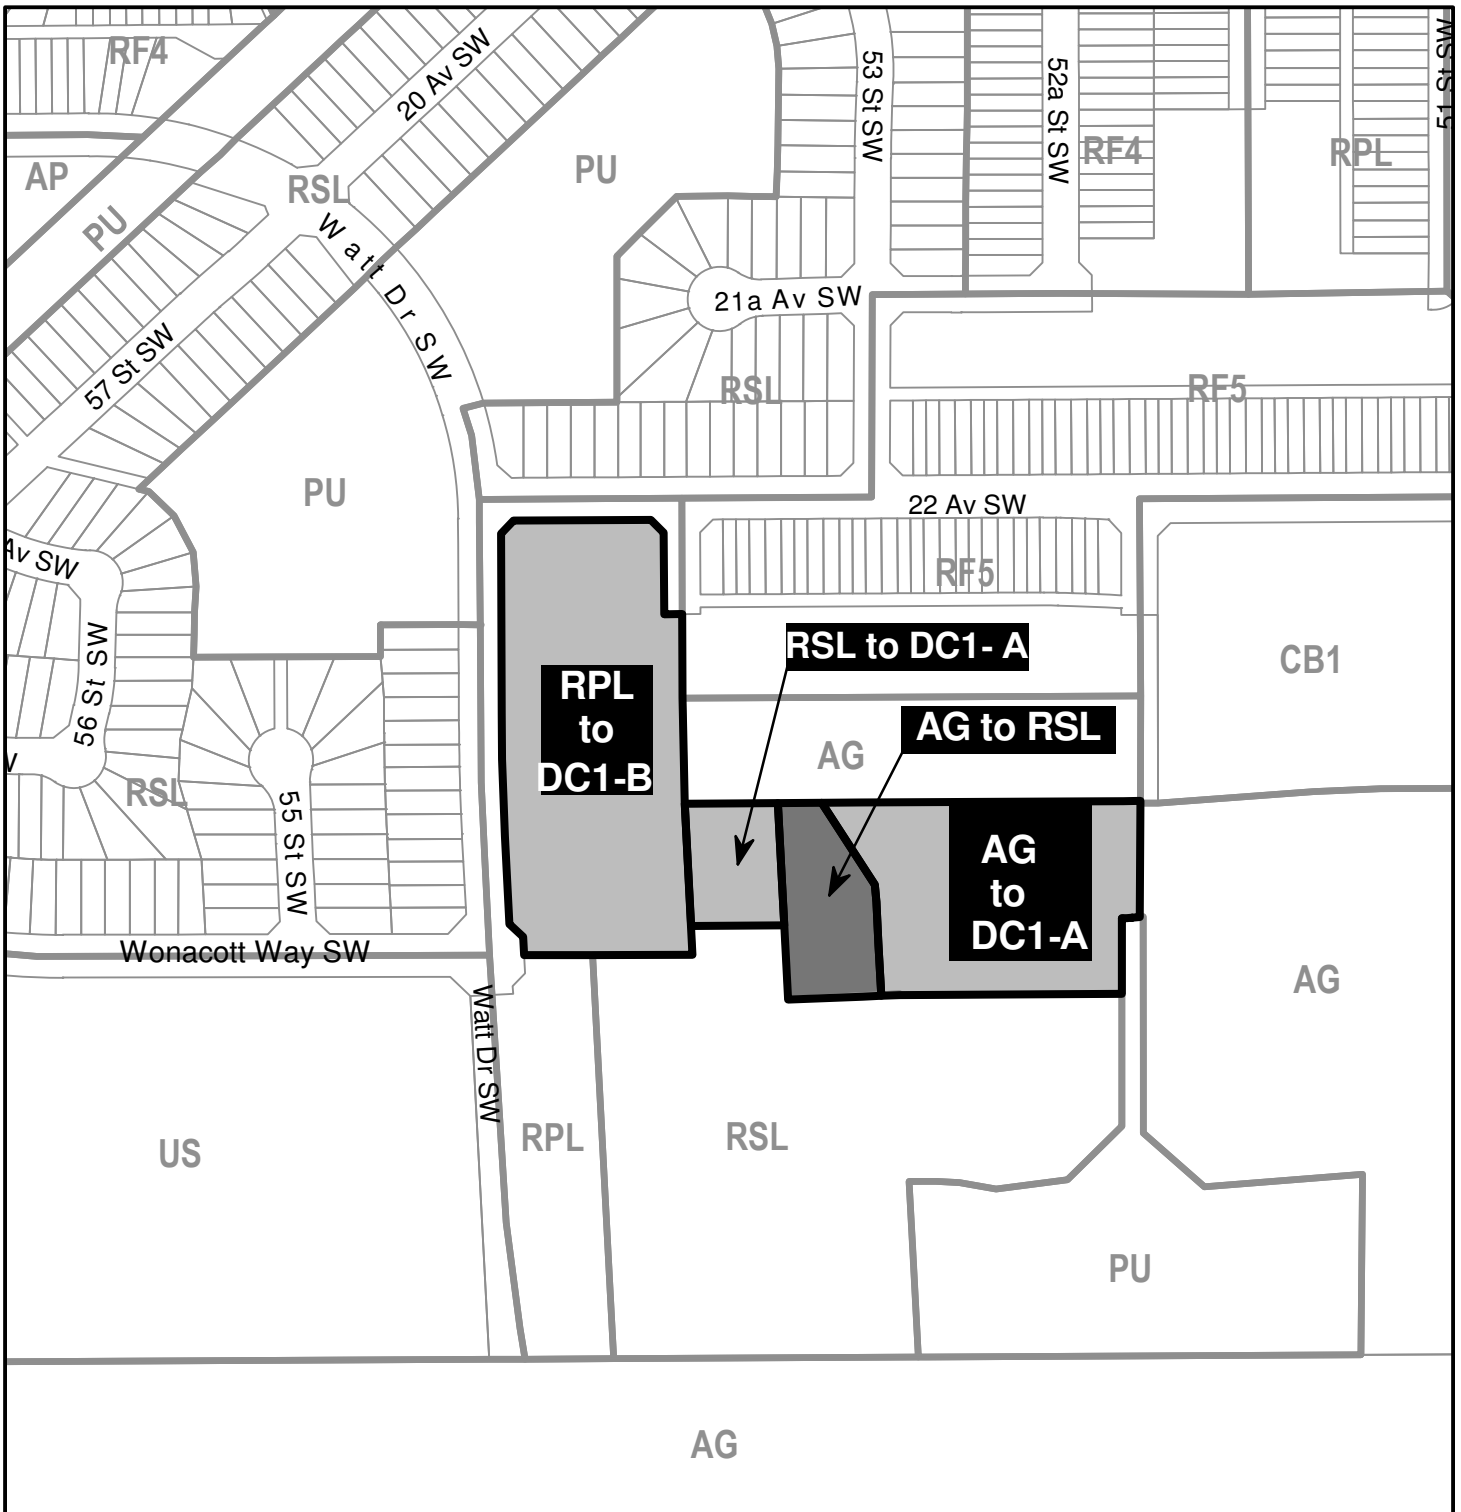 RF4
20 Av SW
53 St SW
52a St SW
51 St SW
RF4
RPL
AP
PU
RSL
PU
Watt Dr SW
21a Av SW
57 St SW
RSL
RF5
PU
22 Av SW
Av SW
RF5
56 St SW
RSL to DC1- A
CB1
RPL
to
DC1-B
AG to RSL
AG
RSL
55 St SW
AG
to
DC1-A
Wonacott Way SW
AG
Watt Dr SW
US
RPL
RSL
PU
AG